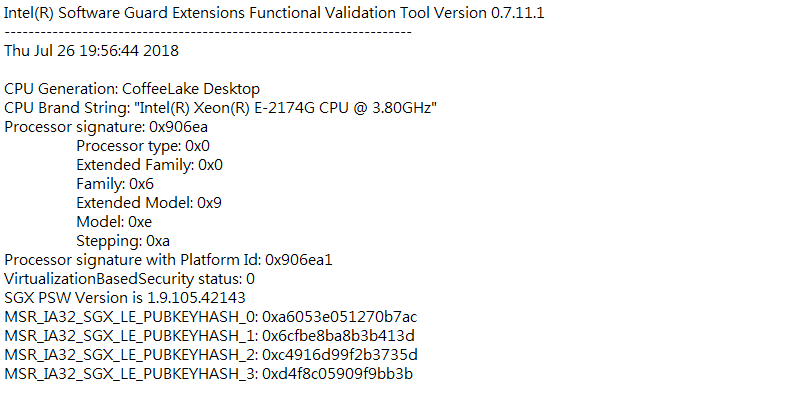 Intel(R) Software Guard Extensions Functional Validation Tool Version 0.7.11.1
--------------------------------------------------------------------
Thu Jul 26 19:56:44 2018
CPU Generation: CoffeeLake Desktop
CPU Brand String: "Intel(R) Xeon(R) E-2174G CPU @ 3.80GHz"
Processor signature: 0x906ea
Processor type: 0x0
Extended Family: 0x0
Family: 0x6
Extended Model: 0x9
Model: 0xe
Stepping: 0xa
Processor signature with Platform Id: 0x906ea1
VirtualizationBasedSecurity status: 0
SGX PSW Version is 1.9.105.42143
MSR_IA32_SGX_LE_PUBKEYHASH_0: 0xa6053e051270b7ac
MSR_IA32_SGX_LE_PUBKEYHASH_1: 0x6cfbe8ba8b3b413d
MSR_IA32_SGX_LE_PUBKEYHASH_2: 0xc4916d99f2b3735d
MSR_IA32_SGX_LE_PUBKEYHASH_3: 0xd4f8c05909f9bb3b